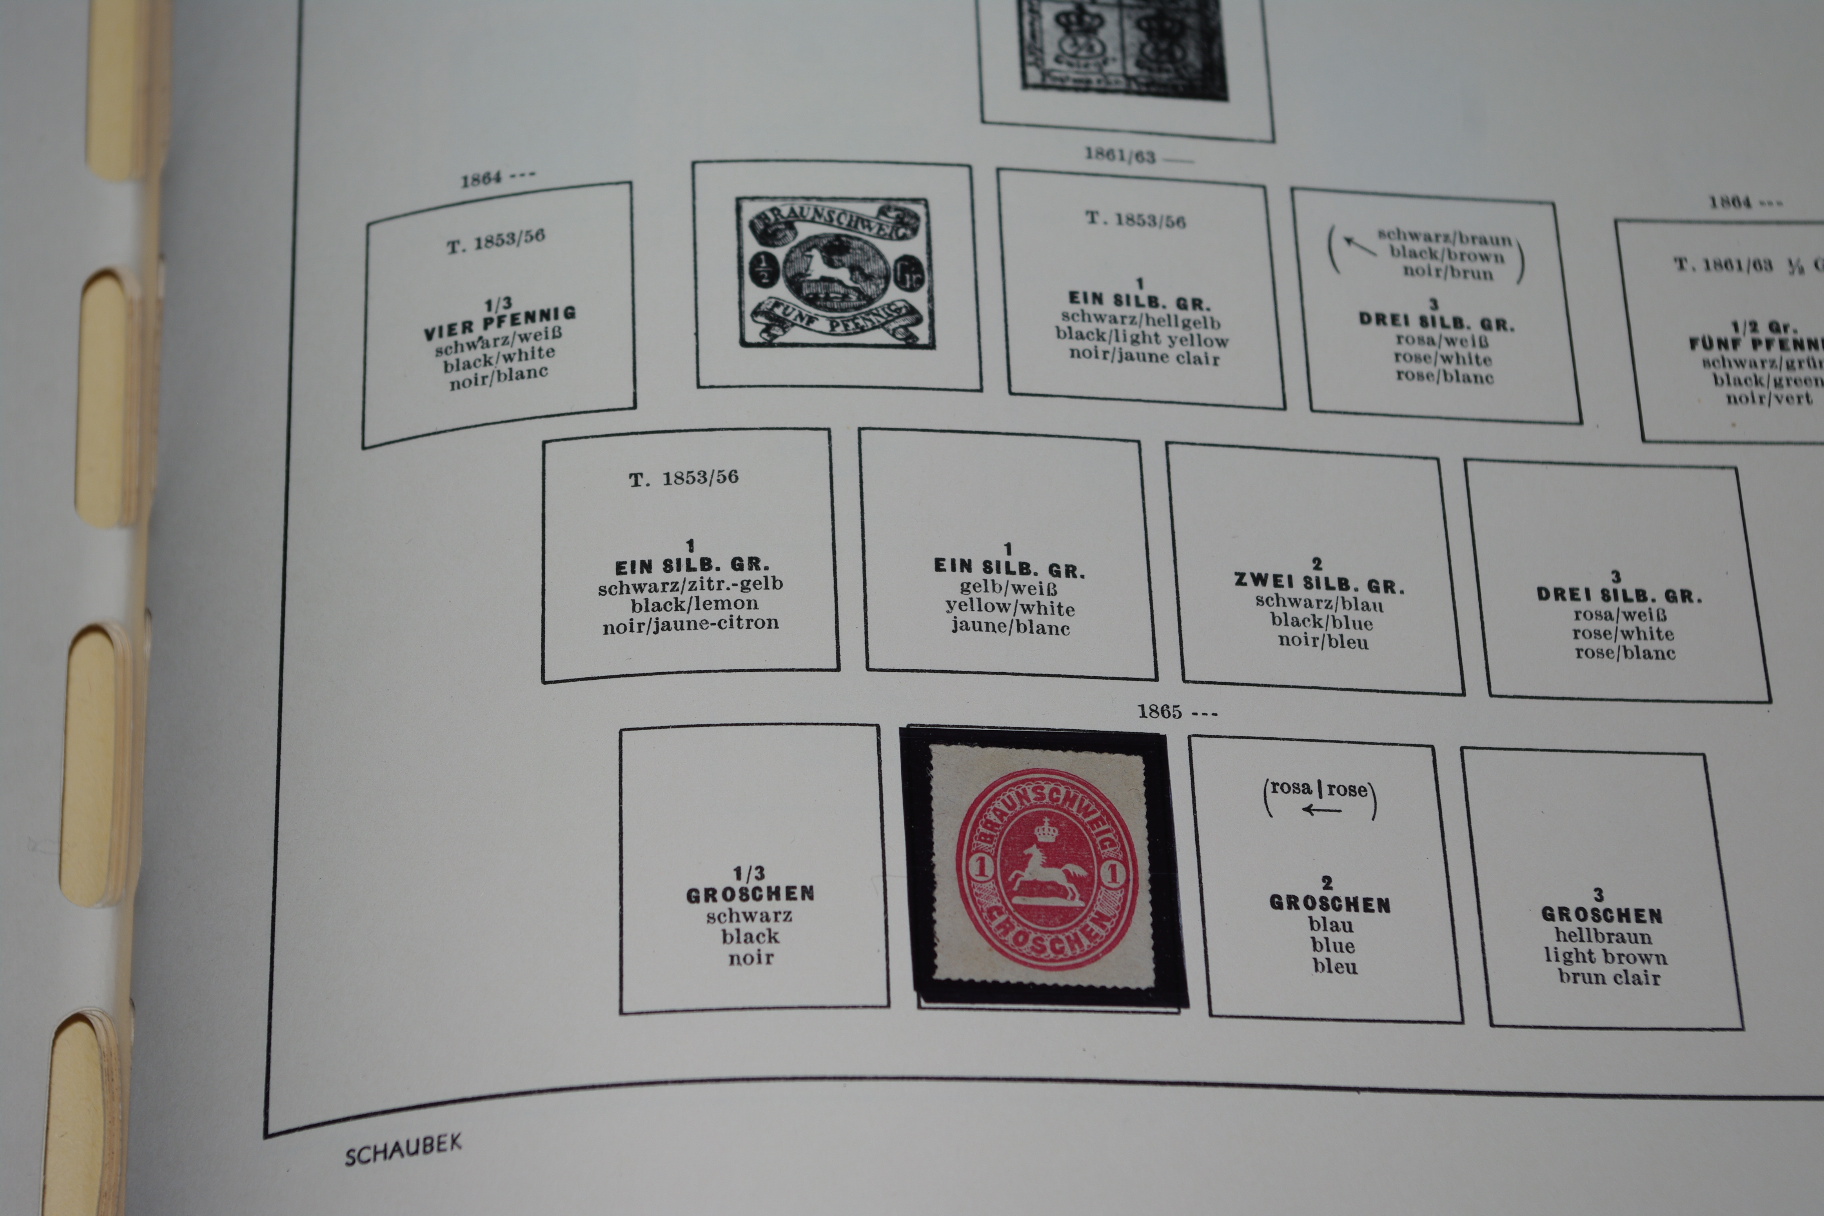 1861/63
1864 ---
T. 1853/56
1/3
VIER PFENNIG
schwarz/weiß
black/white
noir/blanc
BRAUNSCHWEIG
1/2
Gr
FÜNF PFENNIG
T. 1853/56
1
EIN SILB. GR.
schwarz/hellgelb
black/light yellow
noir/jaune clair
schwarz/braun
black/brown
noir/brun
3
DREI SILB. GR.
rosa/weiß
rose/white
rose/blanc
1864 ---
T. 1861/63 ½ G
1/2 Gr.
FÜNF PFENNI
schwarz/grün
black/green
noir/vert
T. 1853/56
1
EIN SILB. GR.
schwarz/zitr.-gelb
black/lemon
noir/jaune-citron
1
EIN SILB. GR.
gelb/weiß
yellow/white
jaune/blanc
2
ZWEI SILB. GR.
schwarz/blau
black/blue
noir/bleu
3
DREI SILB. GR.
rosa/weiß
rose/white
rose/blanc
1865 ---
1/3
GROSCHEN
schwarz
black
noir
BRAUNSCHWEIG
1 1
GROSCHEN
(rosa | rose)
2
GROSCHEN
blau
blue
bleu
3
GROSCHEN
hellbraun
light brown
brun clair
SCHAUBEK